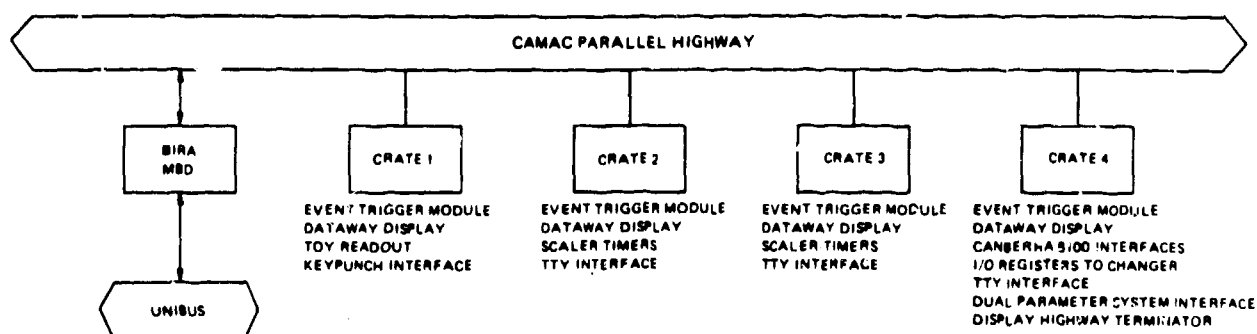 CAMAC PARALLEL HIGHWAY
BIRA
MBD
CRATE 1
CRATE 2
CRATE 3
CRATE 4
EVENT TRIGGER MODULE
DATAWAY DISPLAY
TOY READOUT
KEYPUNCH INTERFACE
EVENT TRIGGER MODULE
DATAWAY DISPLAY
SCALER TIMERS
TTY INTERFACE
EVENT TRIGGER MODULE
DATAWAY DISPLAY
SCALER TIMERS
TTY INTERFACE
EVENT TRIGGER MODULE
DATAWAY DISPLAY
CANBERRA 8100 INTERFACES
I/O REGISTERS TO CHANGER
TTY INTERFACE
DUAL PARAMETER SYSTEM INTERFACE
DISPLAY HIGHWAY TERMINATOR
UNIBUS